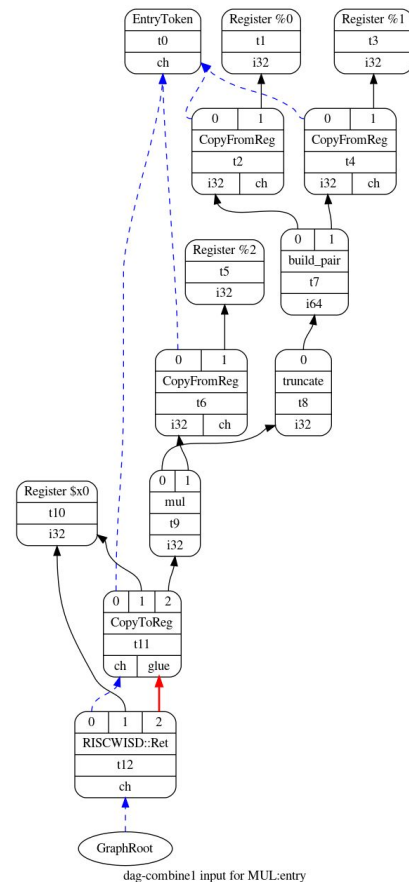 EntryToken
t0
ch
Register %0
t1
i32
Register %1
t3
i32
0 1
CopyFromReg
t2
i32 ch
0 1
CopyFromReg
t4
i32 ch
0 1
build_pair
t7
i64
Register %2
t5
i32
0 1
CopyFromReg
t6
i32 ch
0
truncate
t8
i32
0 1
mul
t9
i32
Register $x0
t10
i32
0 1 2
CopyToReg
t11
ch glue
0 1 2
RISCWISD::Ret
t12
ch
GraphRoot
dag-combine1 input for MUL:entry